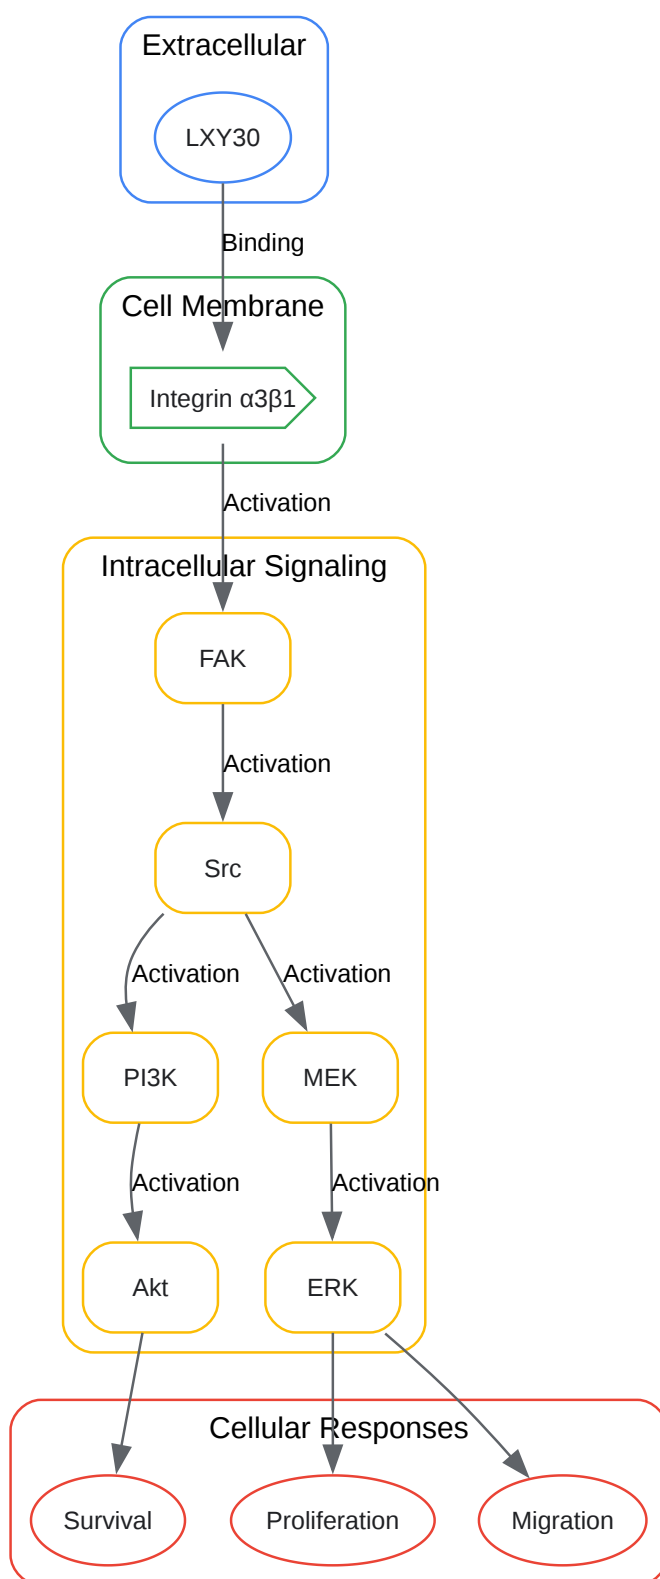 Extracellular
LXY30
Binding
Cell Membrane
Integrin α3β1
Activation
Intracellular Signaling
FAK
Activation
Src
Activation
Activation
PI3K
MEK
Activation
Activation
Akt
ERK
Cellular Responses
Survival
Proliferation
Migration